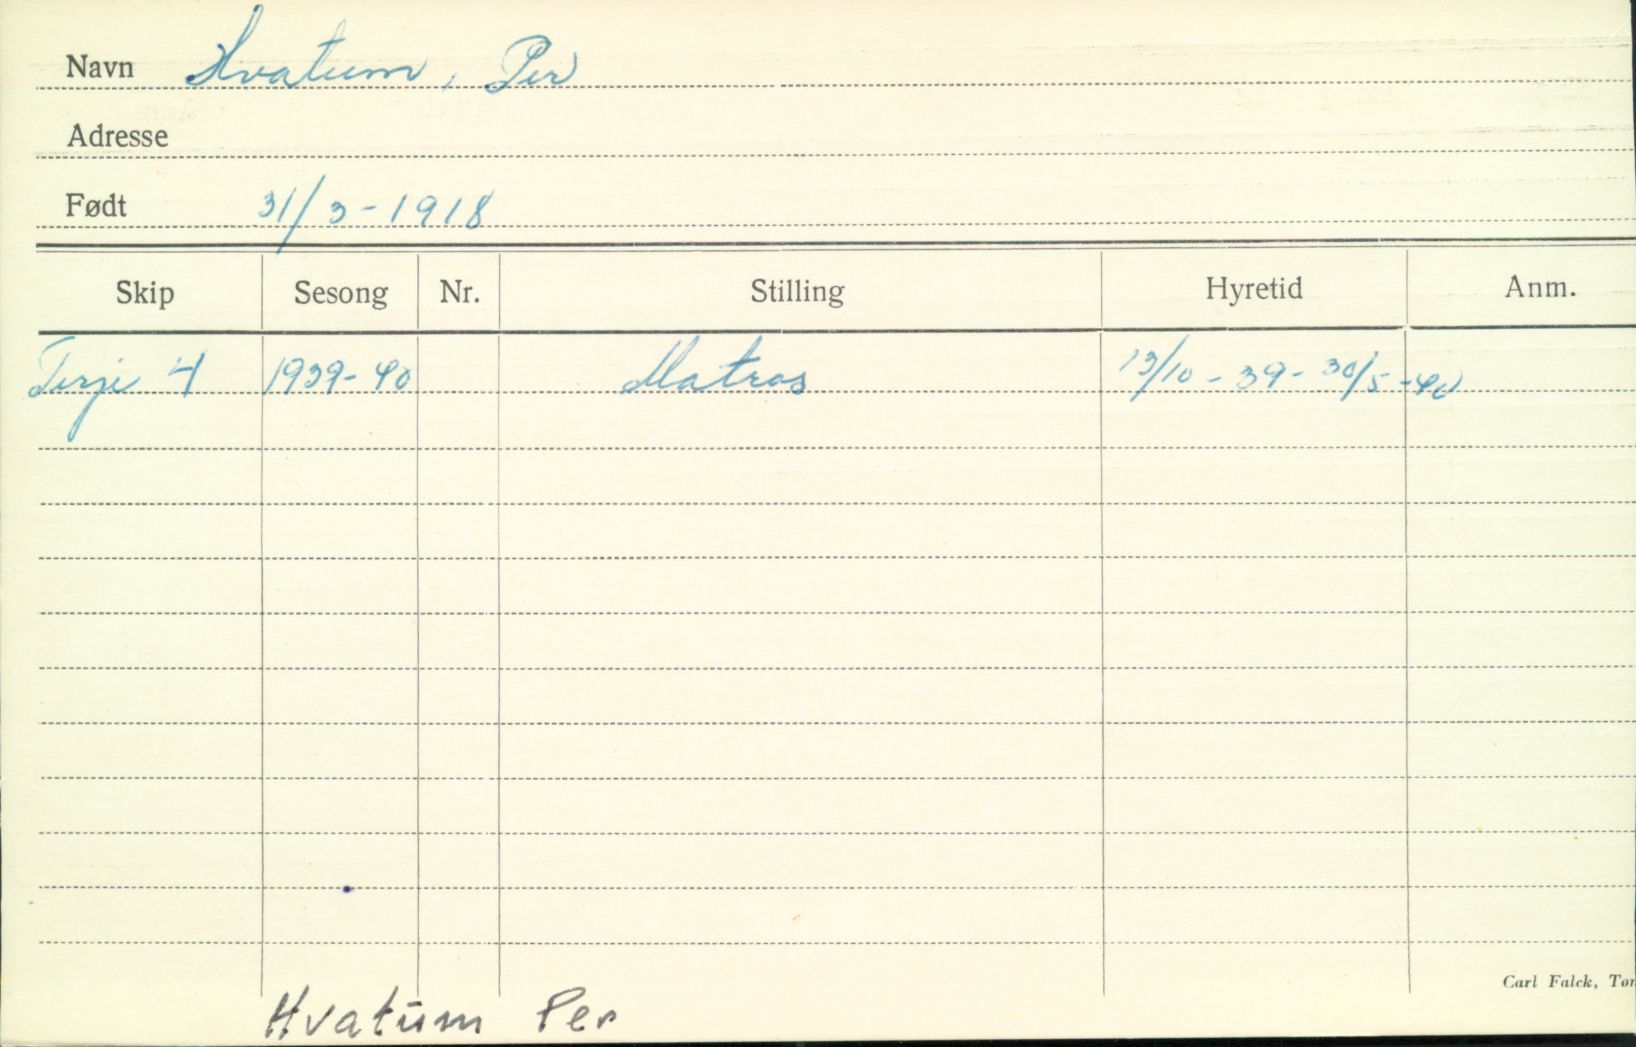 Navn Hvatum, Per
Adresse
Født 31/3-1918
Skip Sesong Nr. Stilling Hyretid Anm.
Terje 4 1939-40 Matros 13/10-39-30/5-40
Carl Falck,
Hvatum Per